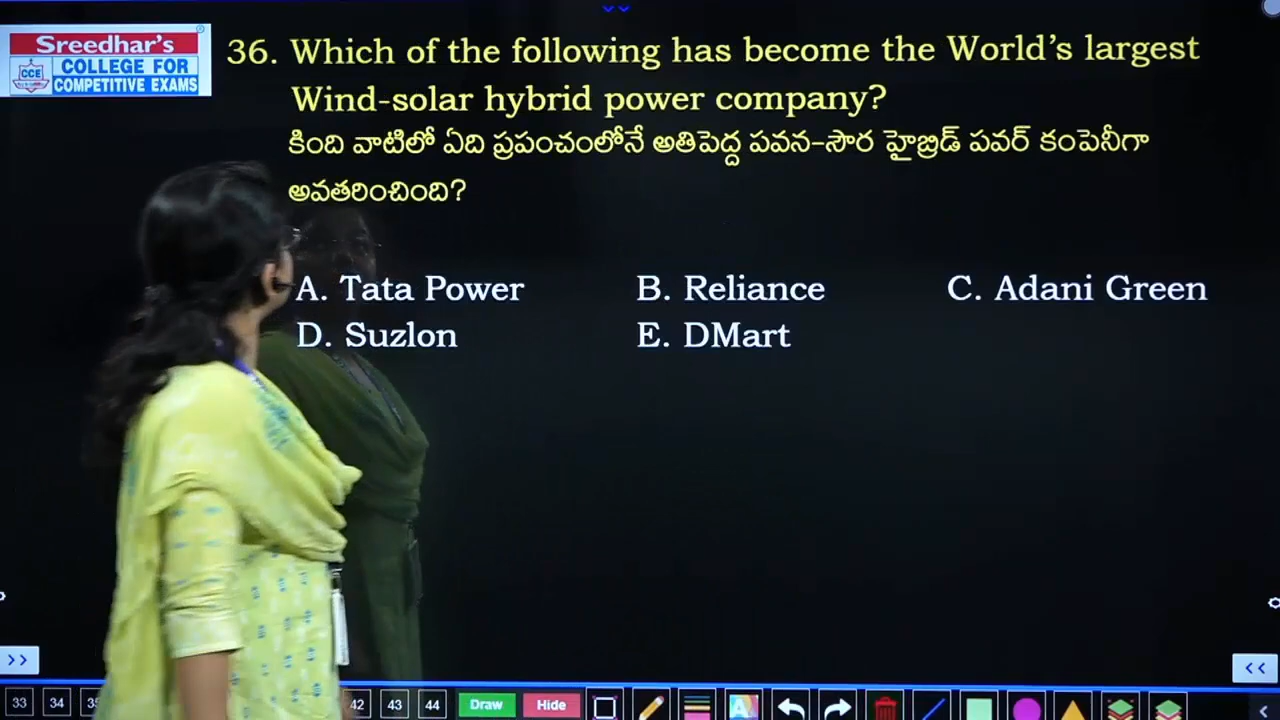 Sreedhar's
CCE
COLLEGE FOR
COMPETITIVE EXAMS
36. Which of the following has become the World's largest
Wind-solar hybrid power company?
కింది వాటిలో ఏది ప్రపంచంలోనే అతిపెద్ద పవన-సౌర హైబ్రిడ్ పవర్ కంపెనీగా
అవతరించింది?
A. Tata Power B. Reliance C. Adani Green
D. Suzlon E. DMart
33 34 42 43 44 Draw Hide